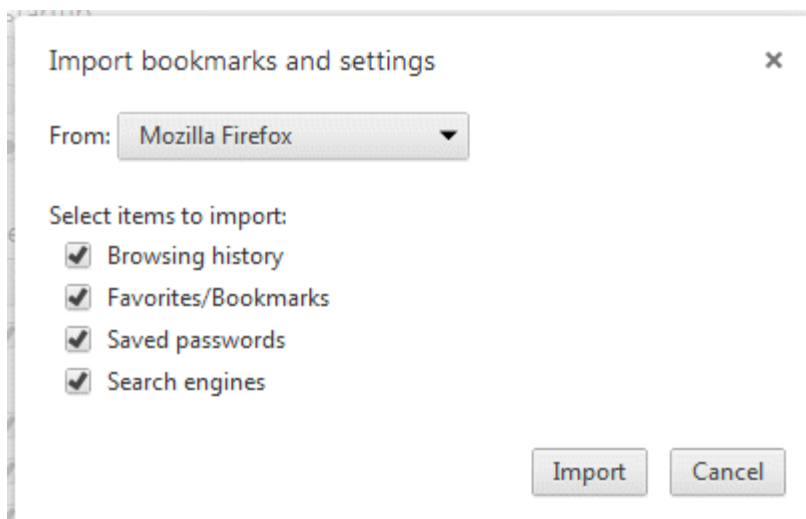 Import bookmarks and settings
From: Mozilla Firefox
Select items to import:
Browsing history
Favorites/Bookmarks
Saved passwords
Search engines
Import Cancel